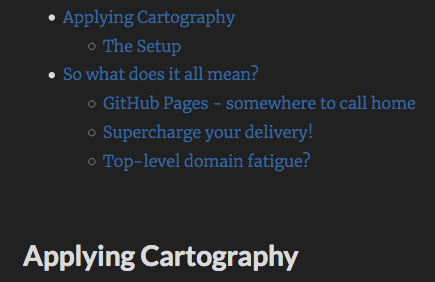 Applying Cartography
The Setup
So what does it all mean?
GitHub Pages – somewhere to call home
Supercharge your delivery!
Top-level domain fatigue?
Applying Cartography